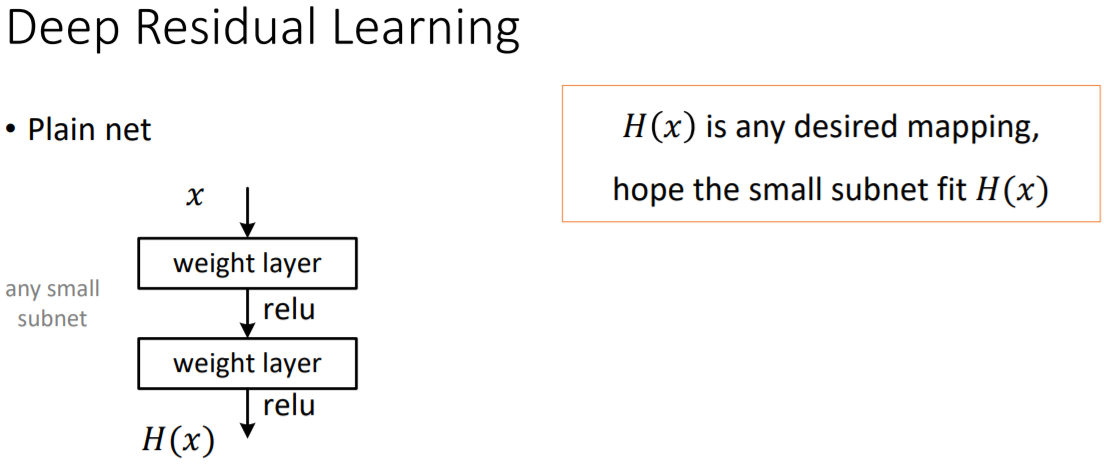 Deep Residual Learning
• Plain net
x
weight layer
any small
subnet
relu
weight layer
relu
H(x)
H(x) is any desired mapping,
hope the small subnet fit H(x)